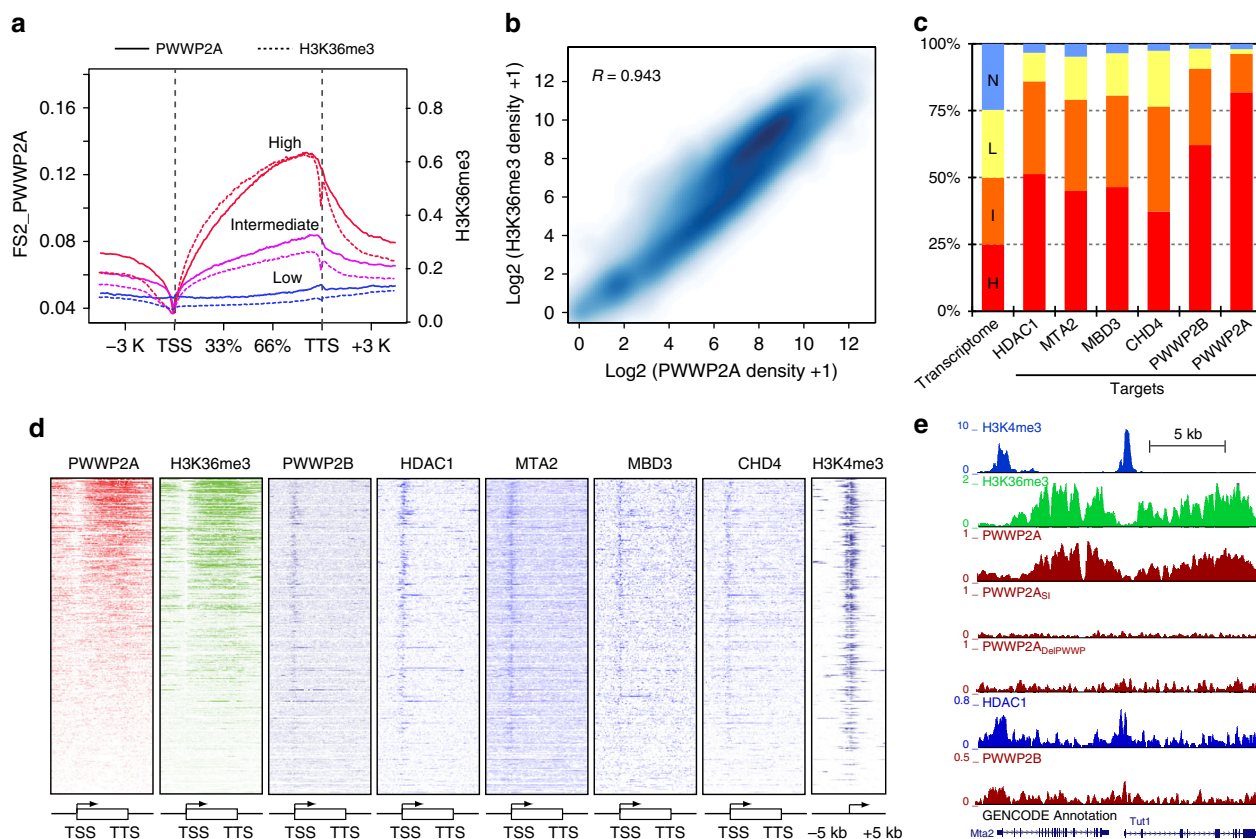 a
PWWP2A
H3K36me3
0.16
0.12
0.08
0.04
FS2_PWWP2A
High
Intermediate
Low
0.8
0.6
0.4
0.2
0.0
H3K36me3
−3 K
TSS
33%
66%
TTS
+3 K
b
R = 0.943
12
10
8
6
4
2
0
Log2 (H3K36me3 density +1)
0 2 4 6 8 10 12
Log2 (PWWP2A density +1)
c
100%
75%
50%
25%
0%
N
L
I
H
Transcriptome
HDAC1
MTA2
MBD3
CHD4
PWWP2B
PWWP2A
Targets
d
PWWP2A
H3K36me3
PWWP2B
HDAC1
MTA2
MBD3
CHD4
H3K4me3
TSS TTS
TSS TTS
TSS TTS
TSS TTS
TSS TTS
TSS TTS
TSS TTS
−5 kb +5 kb
e
10
H3K4me3
5 kb
0
2
H3K36me3
0
1
PWWP2A
0
1
PWWP2ASI
0
1
PWWP2ADelPWWP
0
0.8
HDAC1
0
0.5
PWWP2B
0
GENCODE Annotation
Mta2
Tut1